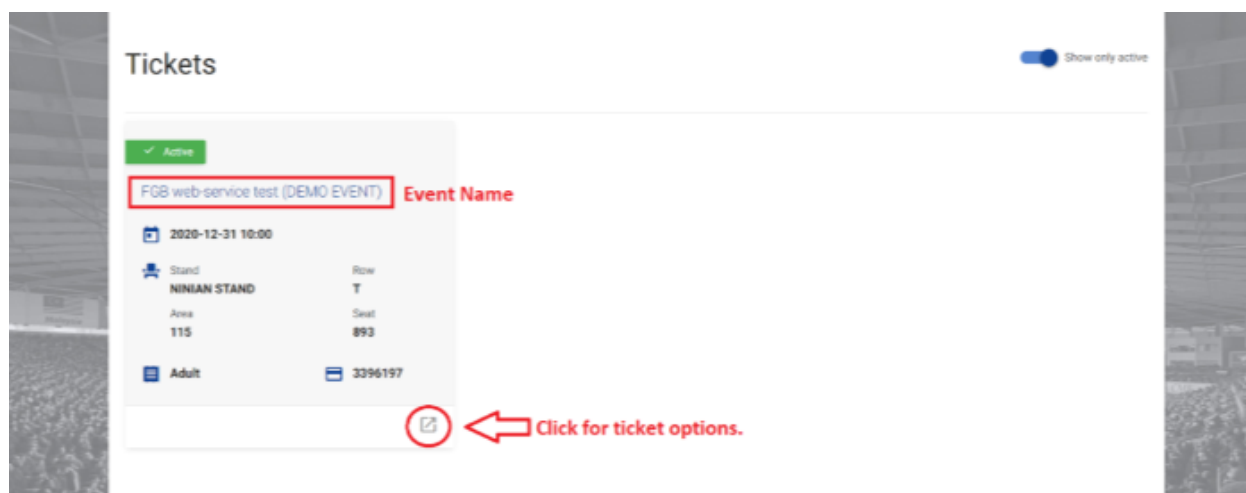 Tickets
Show only active
Active
FGB web-service test (DEMO EVENT)
Event Name
2020-12-31 10:00
Stand Row
NINIAN STAND T
Area Seat
115 893
Adult 3396197
Click for ticket options.